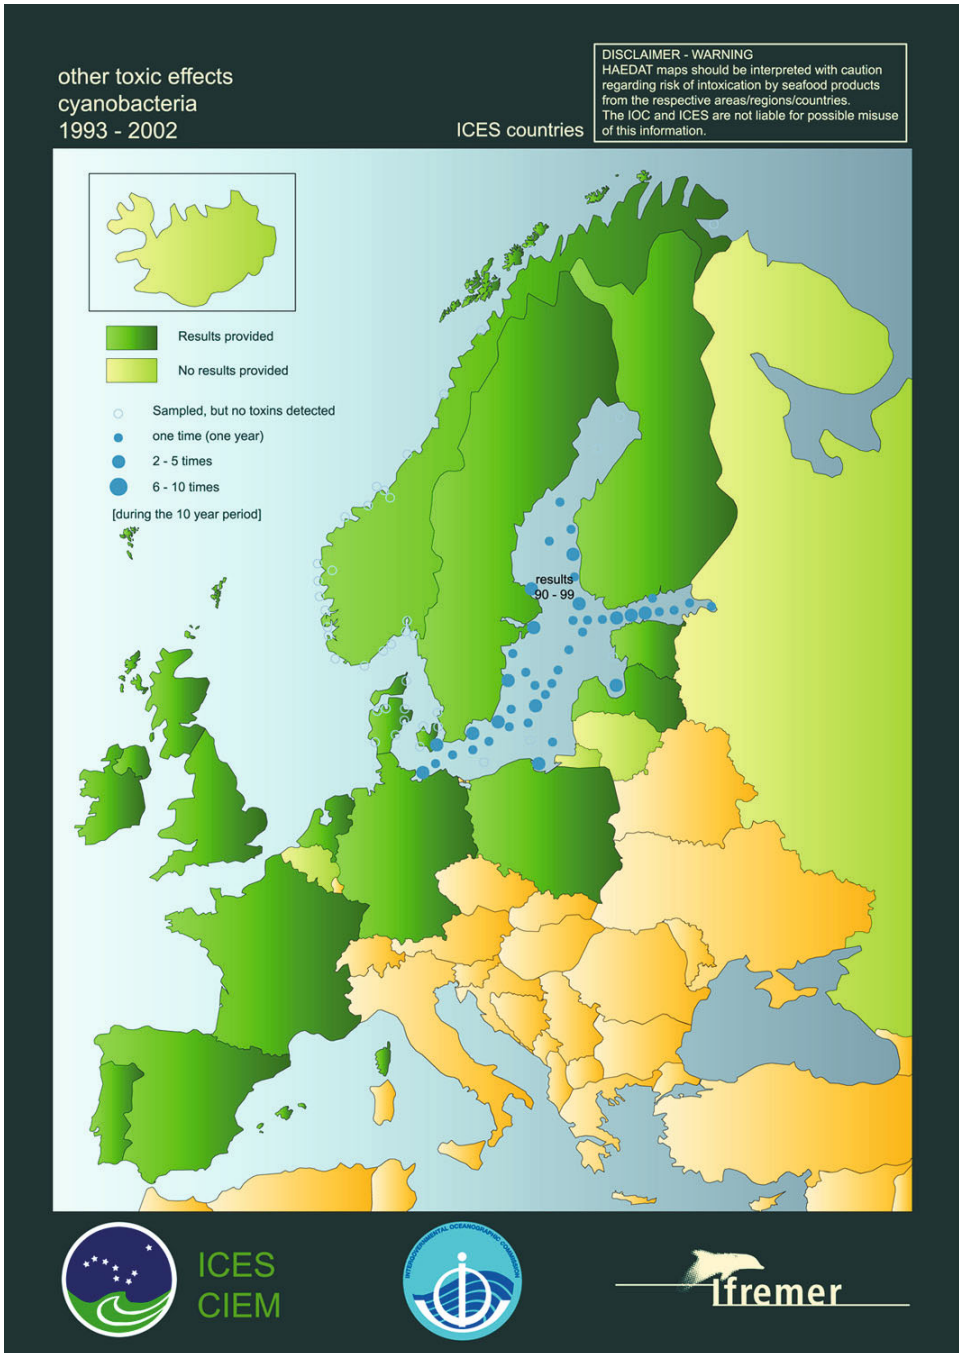 other toxic effects
cyanobacteria
1993 - 2002
ICES countries
DISCLAIMER - WARNING
HAEDAT maps should be interpreted with caution
regarding risk of intoxication by seafood products
from the respective areas/regions/countries.
The IOC and ICES are not liable for possible misuse
of this information.
Results provided
No results provided
Sampled, but no toxins detected
one time (one year)
2 - 5 times
6 - 10 times
[during the 10 year period]
results
90 - 99
ICES
CIEM
INTERGOVERNMENTAL OCEANOGRAPHIC COMMISSION
Ifremer